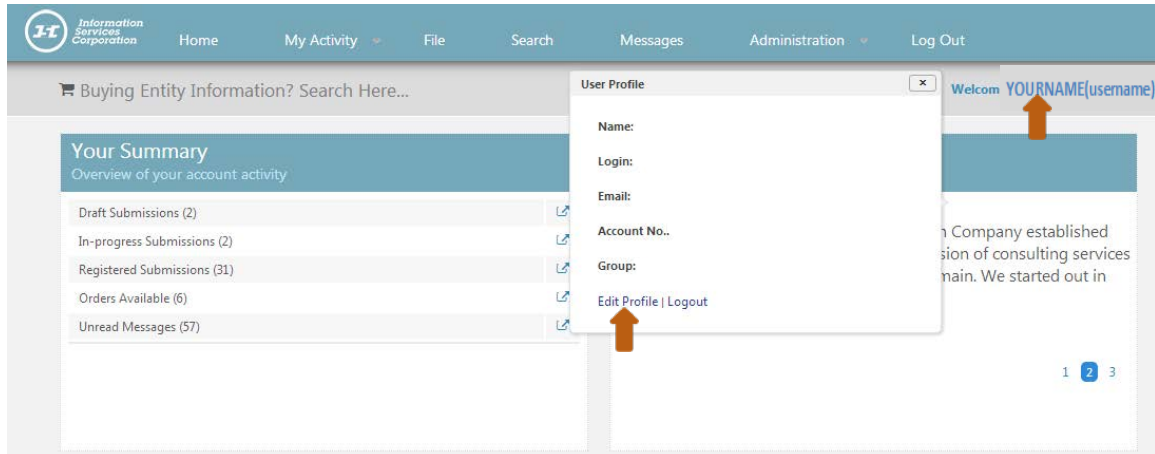 Information
Services
Corporation
Home My Activity File Search Messages Administration Log Out
Buying Entity Information? Search Here...
Welcom YOURNAME(username)
User Profile
Name:
Login:
Email:
Account No..
Group:
Edit Profile | Logout
Your Summary
Overview of your account activity
Draft Submissions (2)
In-progress Submissions (2)
Registered Submissions (31)
Orders Available (6)
Unread Messages (57)
Company established
sion of consulting services
main. We started out in
1 2 3